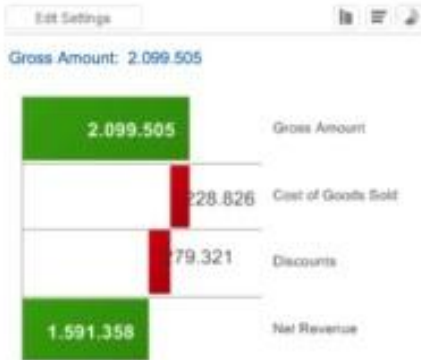 Edit Settings
Gross Amount: 2.099.505
2.099.505 Gross Amount
228.826 Cost of Goods Sold
279.321 Discounts
1.591.358 Net Revenue